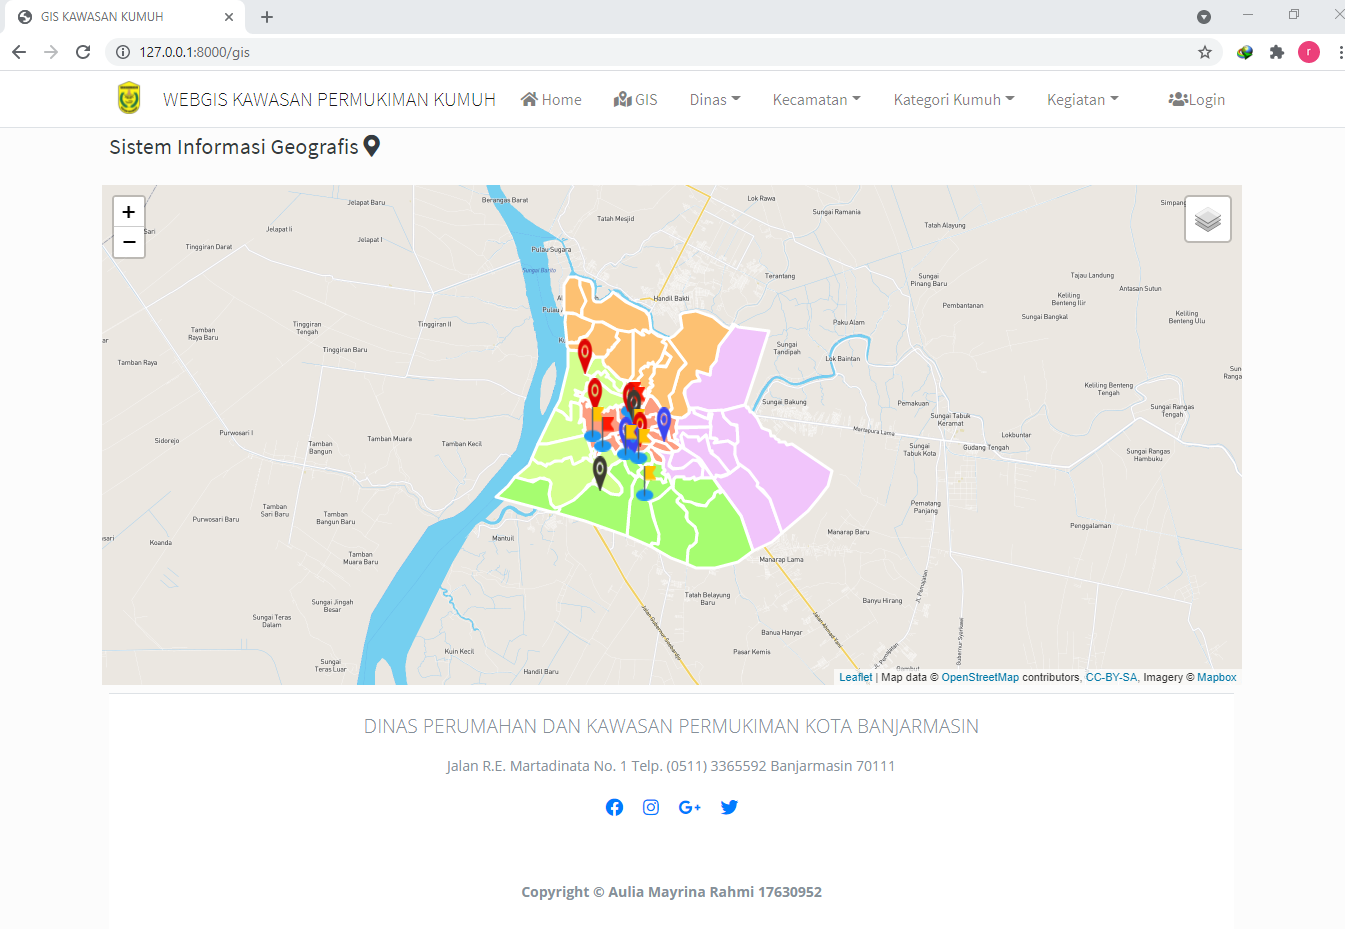 GIS KAWASAN KUMUH
127.0.0.1:8000/gis
r
WEBGIS KAWASAN PERMUKIMAN KUMUH
Home
GIS
Dinas
Kecamatan
Kategori Kumuh
Kegiatan
Login
Sistem Informasi Geografis
+
−
Jelapat Baru
Berangas Barat
Lok Rawa
Tatah Mesjid
Sungai Ramania
Simpang
Sari
Jelapat Ii
Jelapat I
Tatah Alayung
Tinggiran Darat
Pulau Sugara
Sungai Barito
Terantang
Sungai
Pinang Baru
Tajau Landung
Antasan Sutun
Handil Bakti
Keliling
Benteng Ilir
Pembantanan
Sungai Bangkal
Keliling
Benteng Ulu
Tamban
Raya Baru
Tinggiran
Tengah
Tinggiran II
Paku Alam
Tinggiran Baru
Sungai
Tandipah
Lok Baintan
Tamban Raya
Keliling Benteng
Tengah
Sungai Bakung
Pemakuan
Sungai Rangas
Tengah
Sungai Tabuk
Keramat
Martapura Lama
Lokbuntar
Sidorejo
Purwosari I
Tamban
Bangun
Tamban Muara
Tamban Kecil
Sungai
Tabuk Kota
Gudang Tengah
Sungai Rangas
Hambuku
Tamban
Sari Baru
Tamban
Bangun Baru
Pematang
Panjang
Purwosari Baru
Penggalaman
Koanda
Mantuil
Manarap Baru
Tamban
Muara Baru
Manarap Lama
Jl. Pemajatan
Tatah Belayung
Baru
Banyu Hirang
Sungai Jingah
Besar
Sungai Teras
Dalam
Banua Hanyar
Pasar Kemis
Kuin Kecil
Sungai
Teras Luar
Handil Baru
Leaflet | Map data © OpenStreetMap contributors, CC-BY-SA, Imagery © Mapbox
DINAS PERUMAHAN DAN KAWASAN PERMUKIMAN KOTA BANJARMASIN
Jalan R.E. Martadinata No. 1 Telp. (0511) 3365592 Banjarmasin 70111
G+
Copyright © Aulia Mayrina Rahmi 17630952